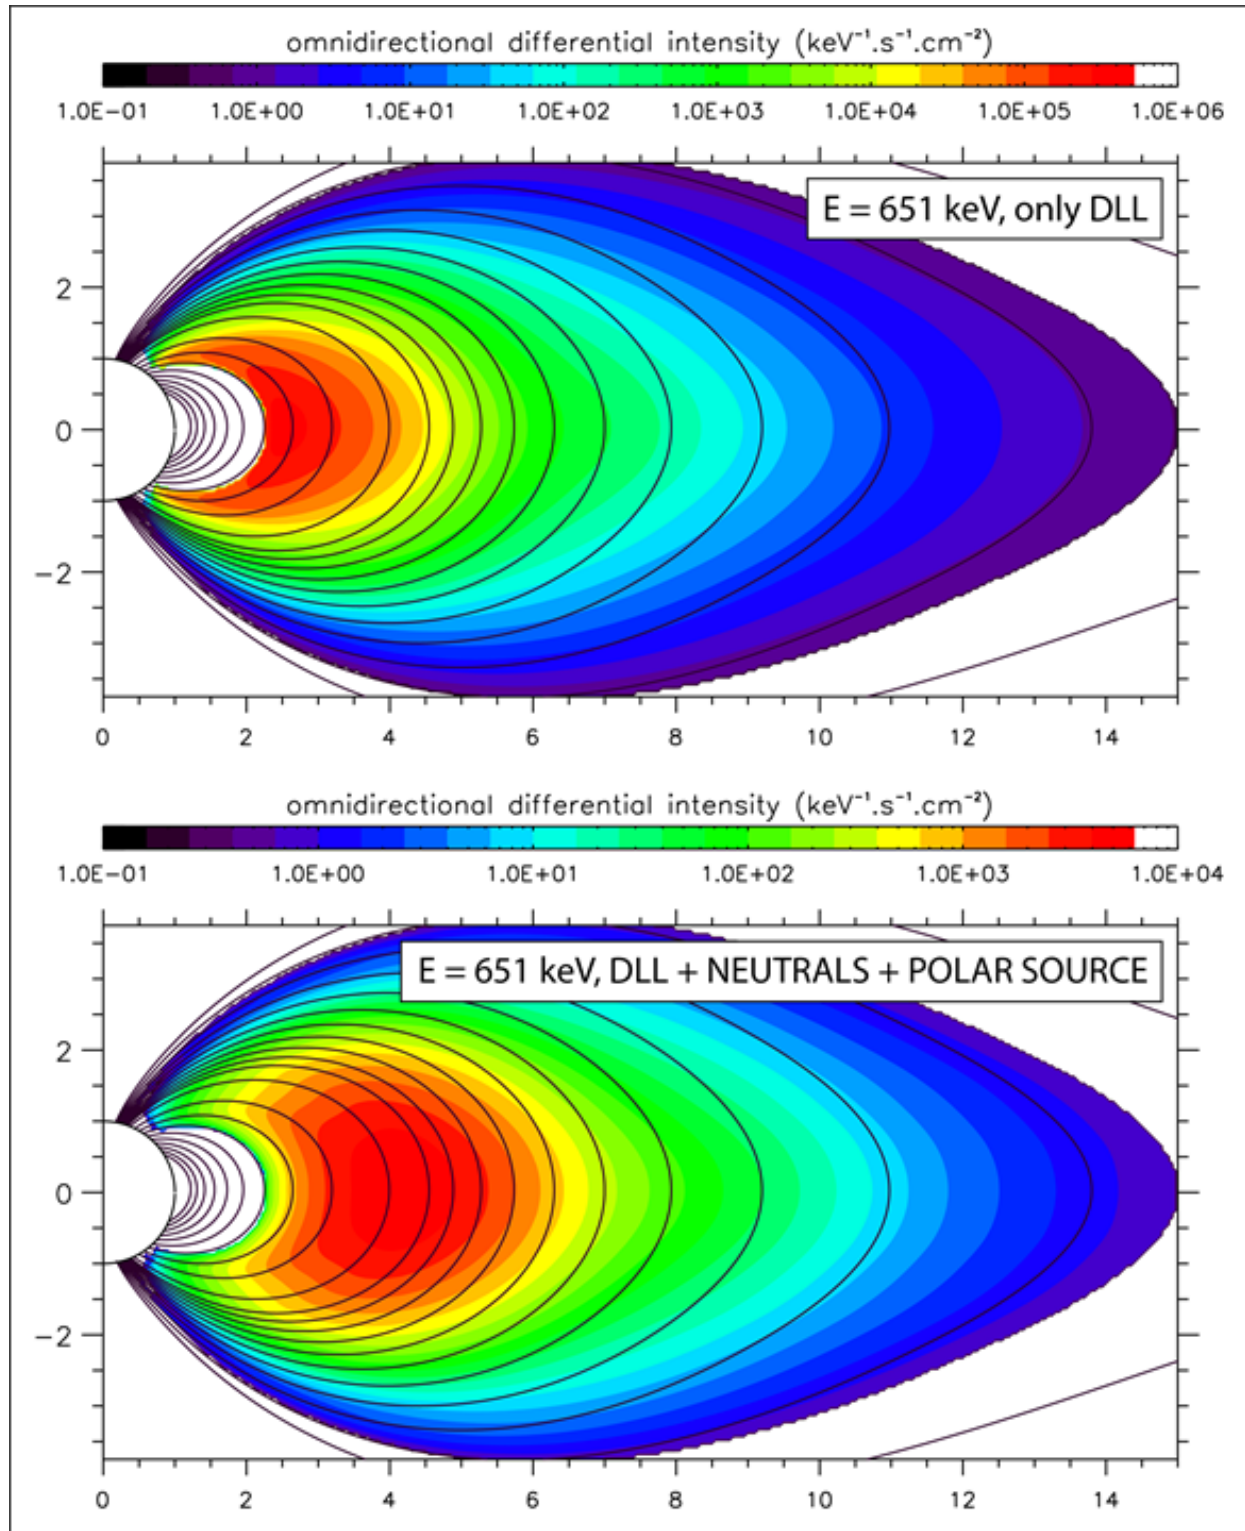 omnidirectional differential intensity (keV⁻¹.s⁻¹.cm⁻²)
1.0E−01 1.0E+00 1.0E+01 1.0E+02 1.0E+03 1.0E+04 1.0E+05 1.0E+06
E = 651 keV, only DLL
2
0
−2
0 2 4 6 8 10 12 14
omnidirectional differential intensity (keV⁻¹.s⁻¹.cm⁻²)
1.0E−01 1.0E+00 1.0E+01 1.0E+02 1.0E+03 1.0E+04
E = 651 keV, DLL + NEUTRALS + POLAR SOURCE
2
0
−2
0 2 4 6 8 10 12 14